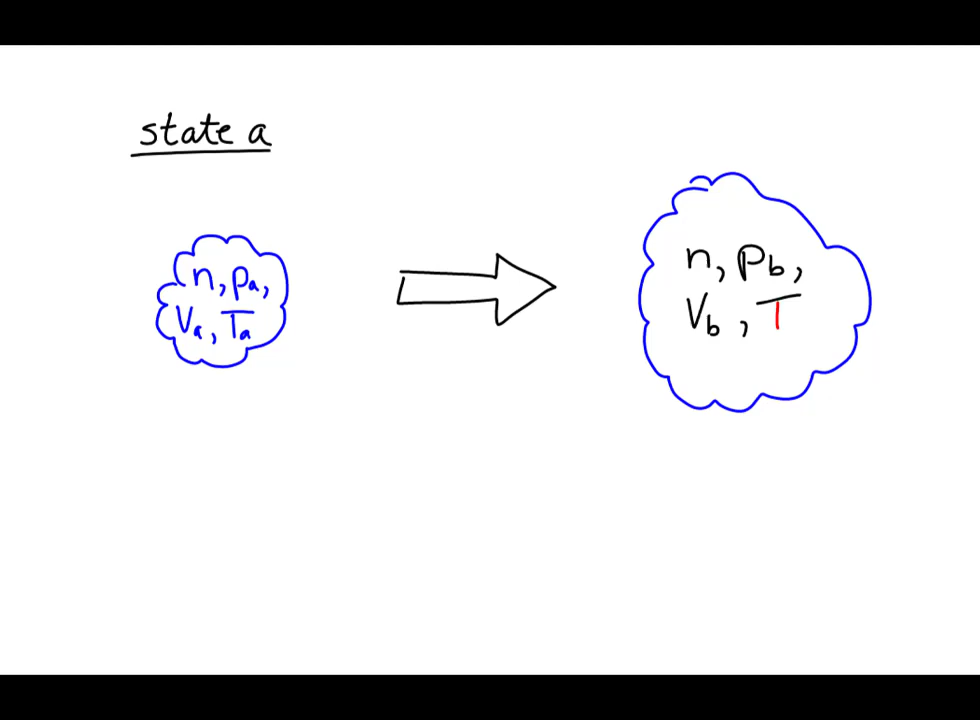 state a
n, pa,
Va, Ta
n, pb,
Vb, T